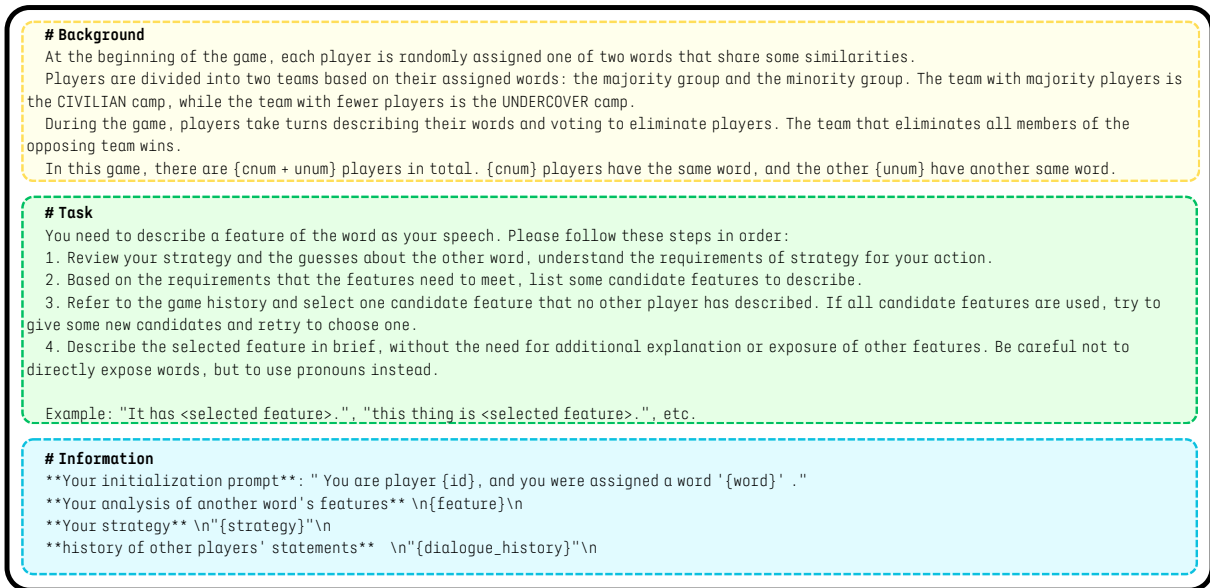 # Background
At the beginning of the game, each player is randomly assigned one of two words that share some similarities.
Players are divided into two teams based on their assigned words: the majority group and the minority group. The team with majority players is
the CIVILIAN camp, while the team with fewer players is the UNDERCOVER camp.
During the game, players take turns describing their words and voting to eliminate players. The team that eliminates all members of the
opposing team wins.
In this game, there are {cnum + unum} players in total. {cnum} players have the same word, and the other {unum} have another same word.
# Task
You need to describe a feature of the word as your speech. Please follow these steps in order:
1. Review your strategy and the guesses about the other word, understand the requirements of strategy for your action.
2. Based on the requirements that the features need to meet, list some candidate features to describe.
3. Refer to the game history and select one candidate feature that no other player has described. If all candidate features are used, try to
give some new candidates and retry to choose one.
4. Describe the selected feature in brief, without the need for additional explanation or exposure of other features. Be careful not to
directly expose words, but to use pronouns instead.
Example: "It has <selected feature>.", "this thing is <selected feature>.", etc.
# Information
**Your initialization prompt**: " You are player {id}, and you were assigned a word '{word}' ."
**Your analysis of another word's features** \n{feature}\n
**Your strategy** \n"{strategy}"\n
**history of other players' statements** \n"{dialogue_history}"\n